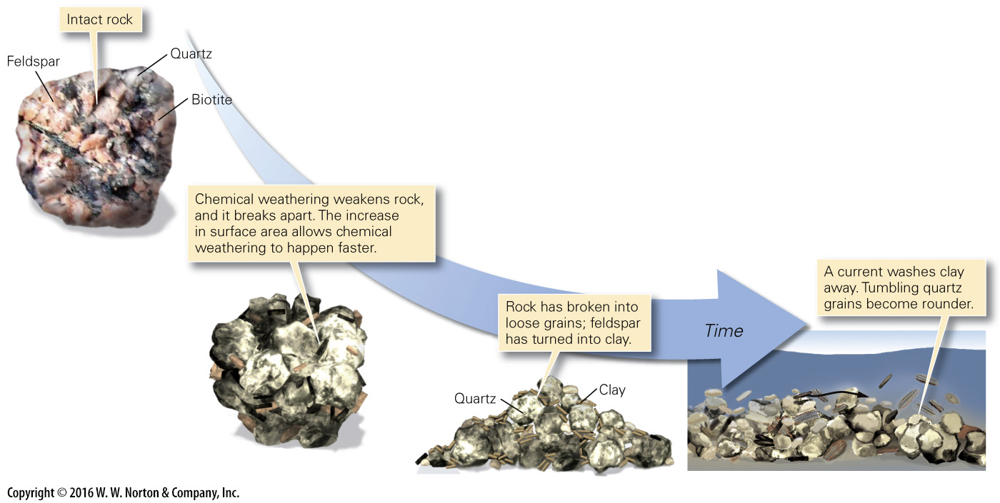 Intact rock
Feldspar
Quartz
Biotite
Chemical weathering weakens rock,
and it breaks apart. The increase
in surface area allows chemical
weathering to happen faster.
Rock has broken into
loose grains; feldspar
has turned into clay.
Quartz
Clay
Time
A current washes clay
away. Tumbling quartz
grains become rounder.
Copyright © 2016 W. W. Norton & Company, Inc.